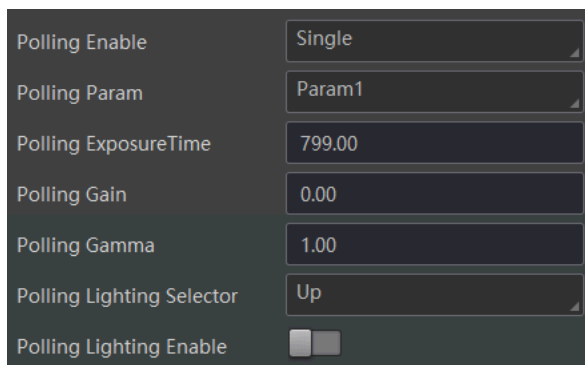 Polling Enable Single
Polling Param Param1
Polling ExposureTime 799.00
Polling Gain 0.00
Polling Gamma 1.00
Polling Lighting Selector Up
Polling Lighting Enable